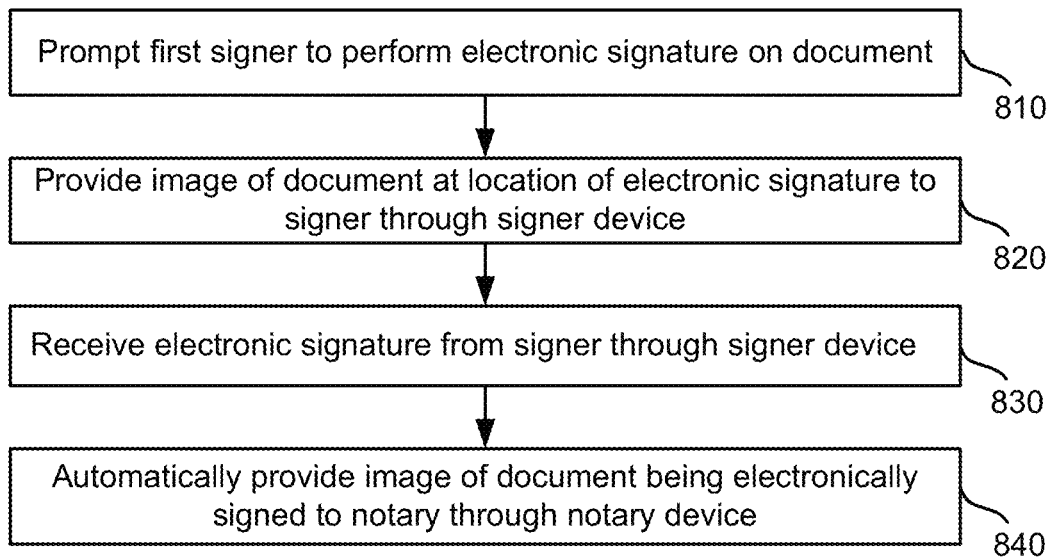 Prompt first signer to perform electronic signature on document
810
Provide image of document at location of electronic signature to
signer through signer device
820
Receive electronic signature from signer through signer device
830
Automatically provide image of document being electronically
signed to notary through notary device
840